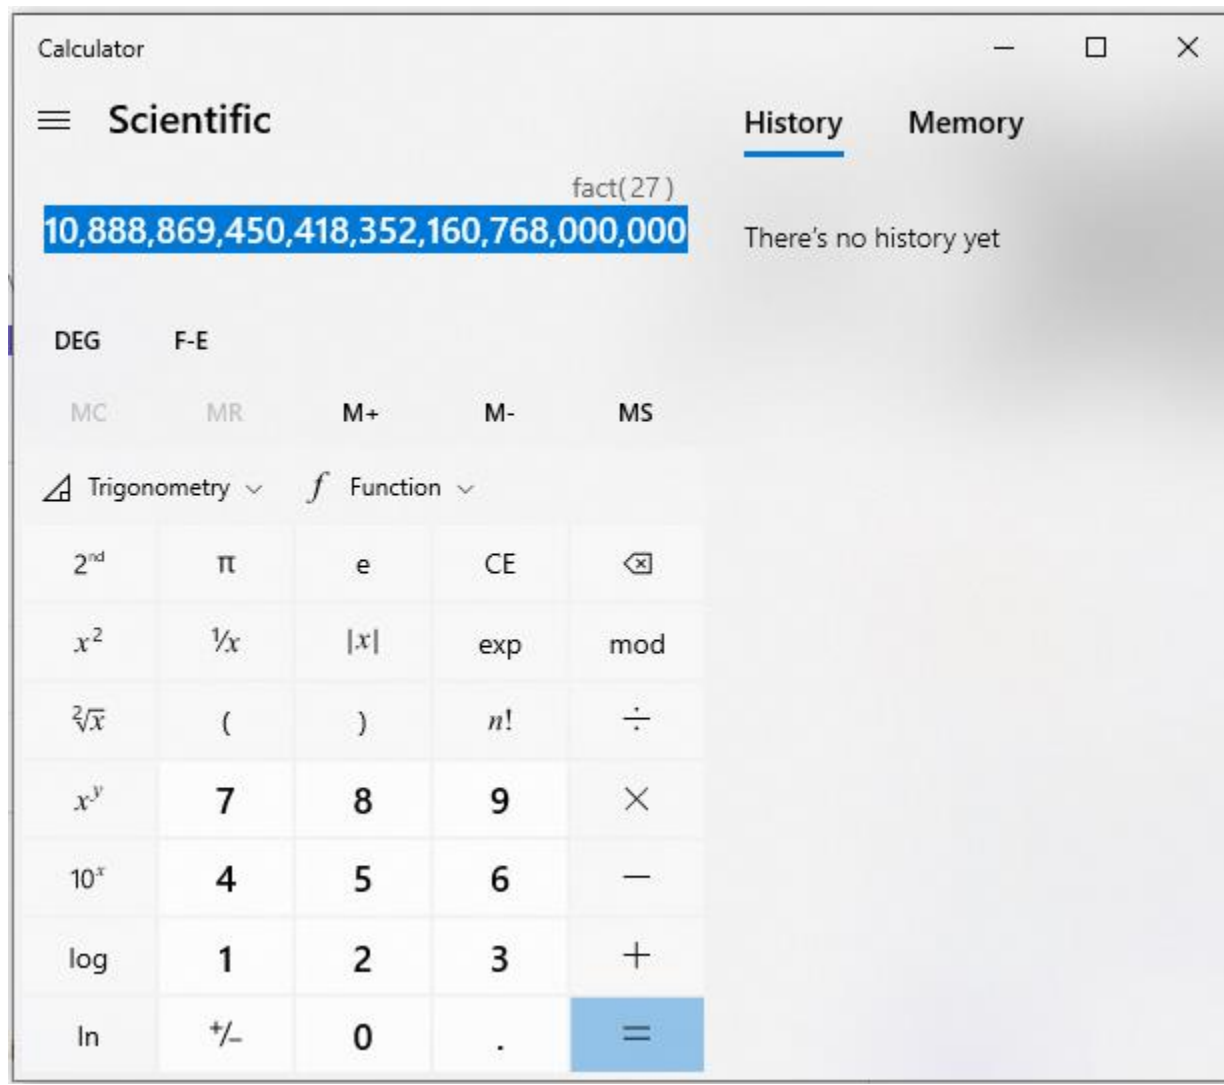 Calculator
Scientific
fact(27)
10,888,869,450,418,352,160,768,000,000
DEG F-E
MC MR M+ M- MS
Trigonometry f Function
2nd π e CE
x² ¹/x |x| exp mod
²√x ( ) n! ÷
xʸ 7 8 9 ×
10ˣ 4 5 6 −
log 1 2 3 +
ln +/− 0 . =
History Memory
There's no history yet